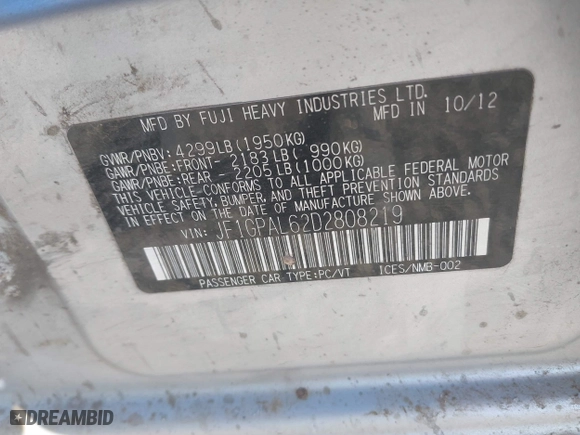 MFD BY FUJI HEAVY INDUSTRIES LTD.
MFD IN 10/12
GVWR/PNBV: 4299LB(1950KG)
GAWR/PNBE:FRONT- 2183LB( 990KG)
GAWR/PNBE:REAR - 2205LB(1000KG)
THIS VEHICLE CONFORMS TO ALL APPLICABLE FEDERAL MOTOR
VEHICLE SAFETY, BUMPER, AND THEFT PREVENTION STANDARDS
IN EFFECT ON THE DATE OF MANUFACTURE SHOWN ABOVE.
VIN: JF1GPAL62D2808219
PASSENGER CAR TYPE:PC/VT ICES/NMB-002
DREAMBID